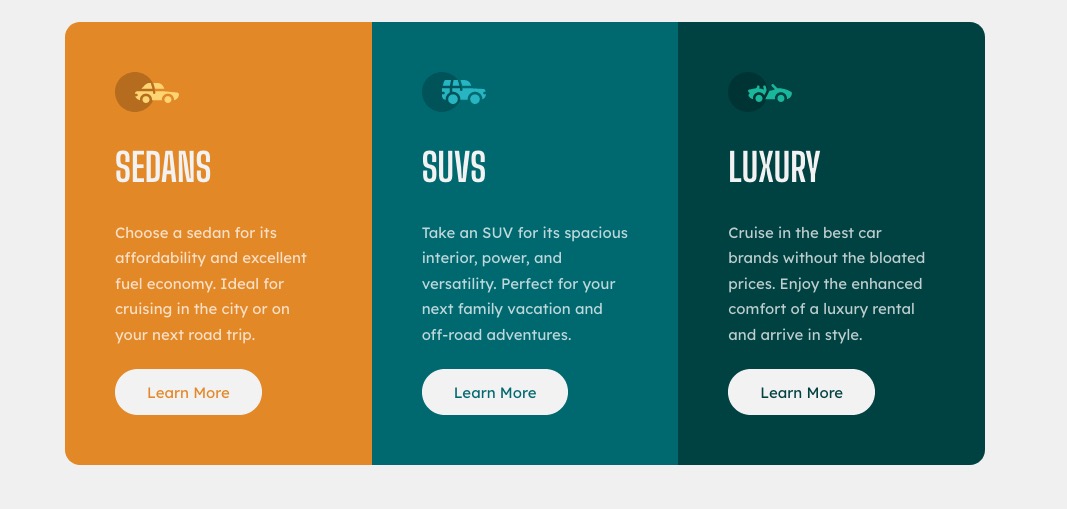 SEDANS
Choose a sedan for its
affordability and excellent
fuel economy. Ideal for
cruising in the city or on
your next road trip.
Learn More
SUVS
Take an SUV for its spacious
interior, power, and
versatility. Perfect for your
next family vacation and
off-road adventures.
Learn More
LUXURY
Cruise in the best car
brands without the bloated
prices. Enjoy the enhanced
comfort of a luxury rental
and arrive in style.
Learn More